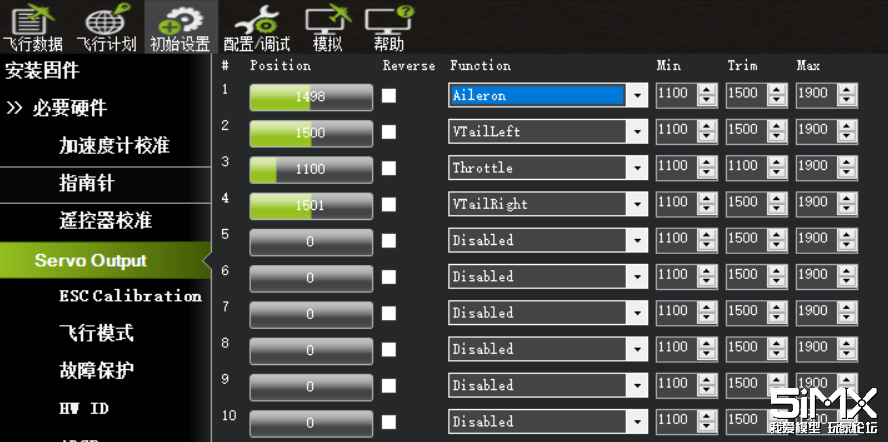 飞行数据 飞行计划 初始设置 配置/调试 模拟 帮助
安装固件
>> 必要硬件
加速度计校准
指南针
遥控器校准
Servo Output
ESC Calibration
飞行模式
故障保护
HW ID
# Position Reverse Function Min Trim Max
1 1498 Aileron 1100 1500 1900
2 1500 VTailLeft 1100 1500 1900
3 1100 Throttle 1100 1100 1900
4 1501 VTailRight 1100 1500 1900
5 0 Disabled 1100 1500 1900
6 0 Disabled 1100 1500 1900
7 0 Disabled 1100 1500 1900
8 0 Disabled 1100 1500 1900
9 0 Disabled 1100 1500 1900
10 0 Disabled 1100 1500
5iMX
我爱模型 玩家论坛